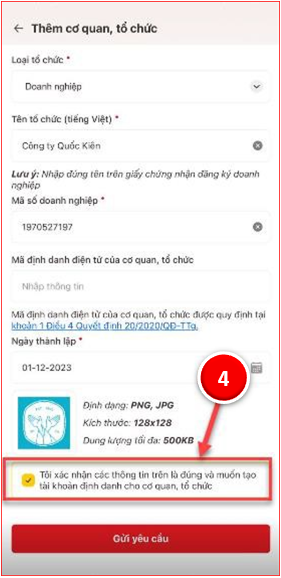 ← Thêm cơ quan, tổ chức
Loại tổ chức *
Doanh nghiệp
Tên tổ chức (tiếng Việt) *
Công ty Quốc Kiên
Lưu ý: Nhập đúng tên trên giấy chứng nhận đăng ký doanh
nghiệp
Mã số doanh nghiệp *
1970527197
Mã định danh điện tử của cơ quan, tổ chức
Nhập thông tin
Mã định danh điện tử của cơ quan, tổ chức được quy định tại
khoản 1 Điều 4 Quyết định 20/2020/QĐ-TTg.
Ngày thành lập *
01-12-2023
4
Định dạng: PNG, JPG
Kích thước: 128x128
Dung lượng tối đa: 500KB
Tôi xác nhận các thông tin trên là đúng và muốn tạo
tài khoản định danh cho cơ quan, tổ chức
Gửi yêu cầu